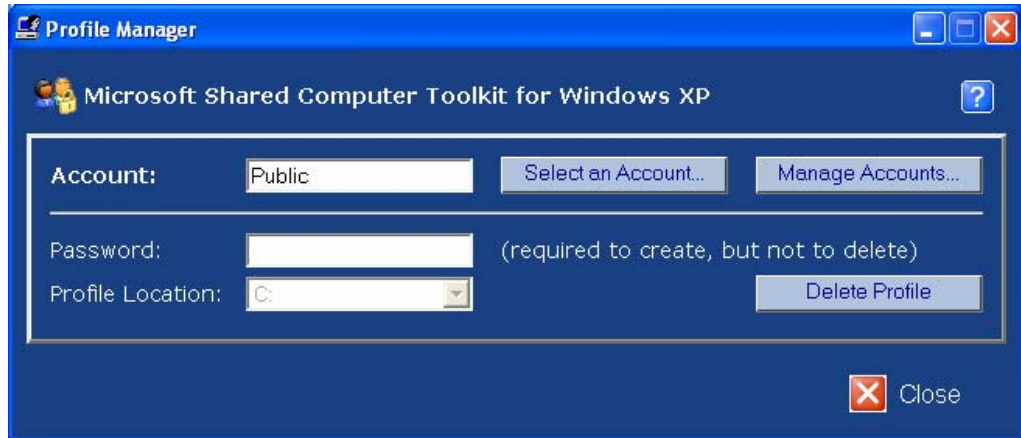 Profile Manager
Microsoft Shared Computer Toolkit for Windows XP
?
Account: Public Select an Account... Manage Accounts...
Password: (required to create, but not to delete)
Profile Location: C: Delete Profile
Close